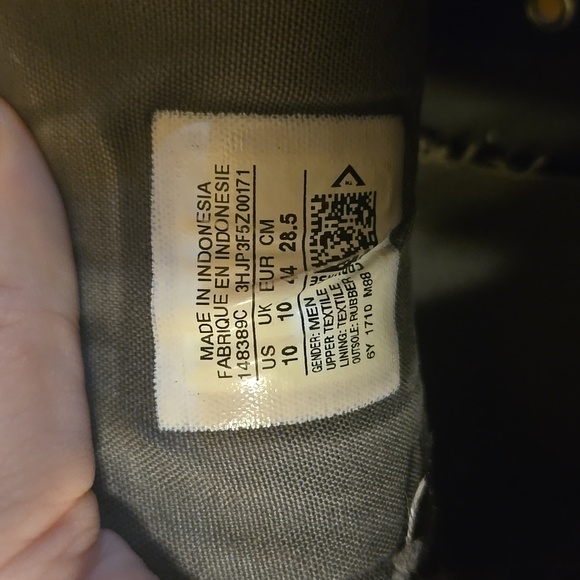 MADE IN INDONESIA
FABRIQUE EN INDONESIE
148389C 3HJP3F5Z00171
US UK EUR CM
10 10 44 28.5
GENDER: MEN
UPPER: TEXTILE
LINING: TEXTILE
OUTSOLE: RUBBER
6Y 1710 M88